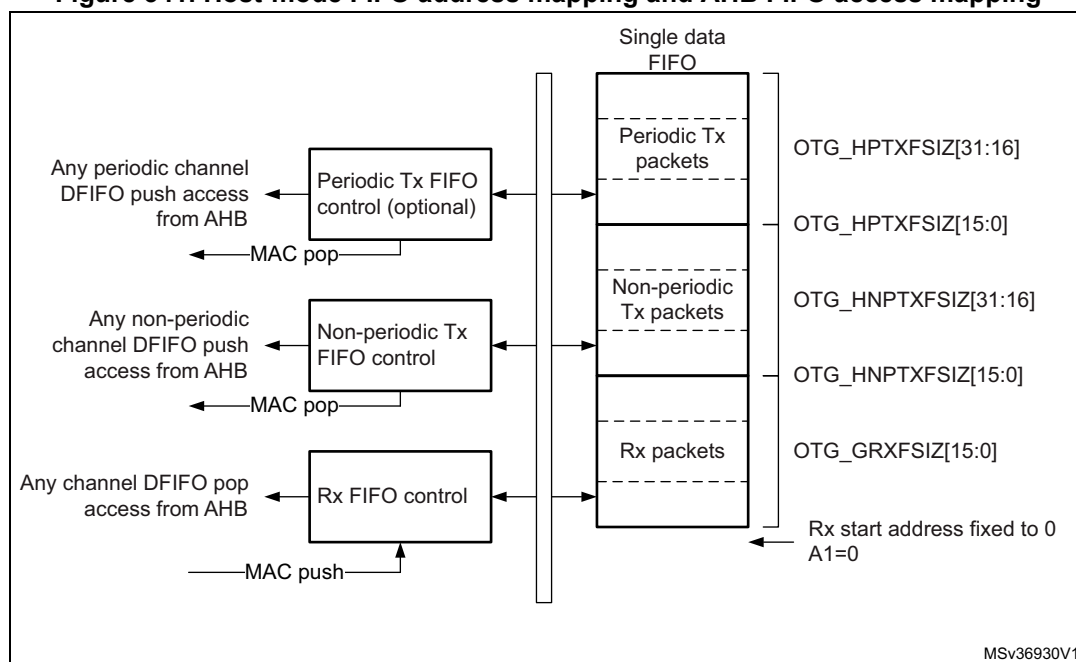 Figure 541. Host-mode FIFO address mapping and AHB FIFO access mapping
Single data
FIFO
Periodic Tx
packets
OTG_HPTXFSIZ[31:16]
Any periodic channel
DFIFO push access
from AHB
Periodic Tx FIFO
control (optional)
MAC pop
OTG_HPTXFSIZ[15:0]
Non-periodic
Tx packets
OTG_HNPTXFSIZ[31:16]
Any non-periodic
channel DFIFO push
access from AHB
Non-periodic Tx
FIFO control
MAC pop
OTG_HNPTXFSIZ[15:0]
Rx packets
OTG_GRXFSIZ[15:0]
Any channel DFIFO pop
access from AHB
Rx FIFO control
MAC push
Rx start address fixed to 0
A1=0
MSv36930V1